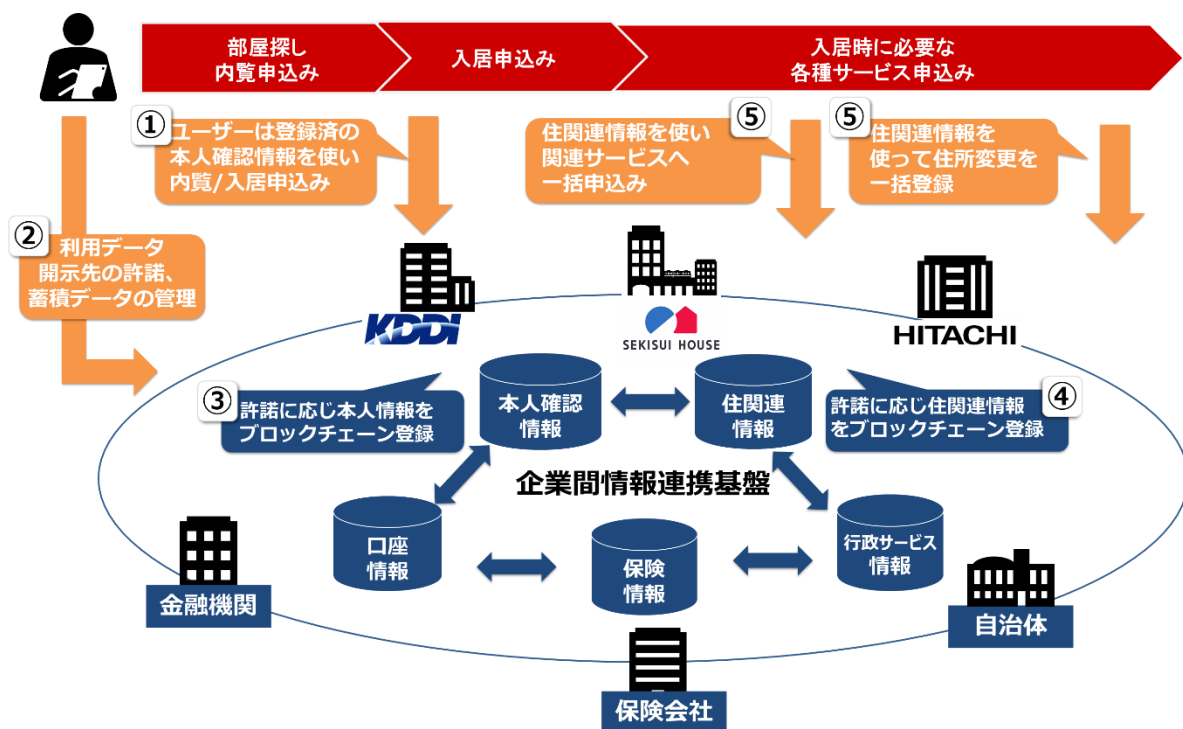 部屋探し
内覧申込み
入居申込み
入居時に必要な
各種サービス申込み
①
ユーザーは登録済の
本人確認情報を使い
内覧/入居申込み
⑤
住関連情報を使い
関連サービスへ
一括申込み
⑤
住関連情報を
使って住所変更を
一括登録
②
利用データ
開示先の許諾、
蓄積データの管理
KDDI
SEKISUI HOUSE
HITACHI
③
許諾に応じ本人情報を
ブロックチェーン登録
本人確認
情報
住関連
情報
④
許諾に応じ住関連情報
をブロックチェーン登録
企業間情報連携基盤
口座
情報
保険
情報
行政サービス
情報
金融機関
保険会社
自治体